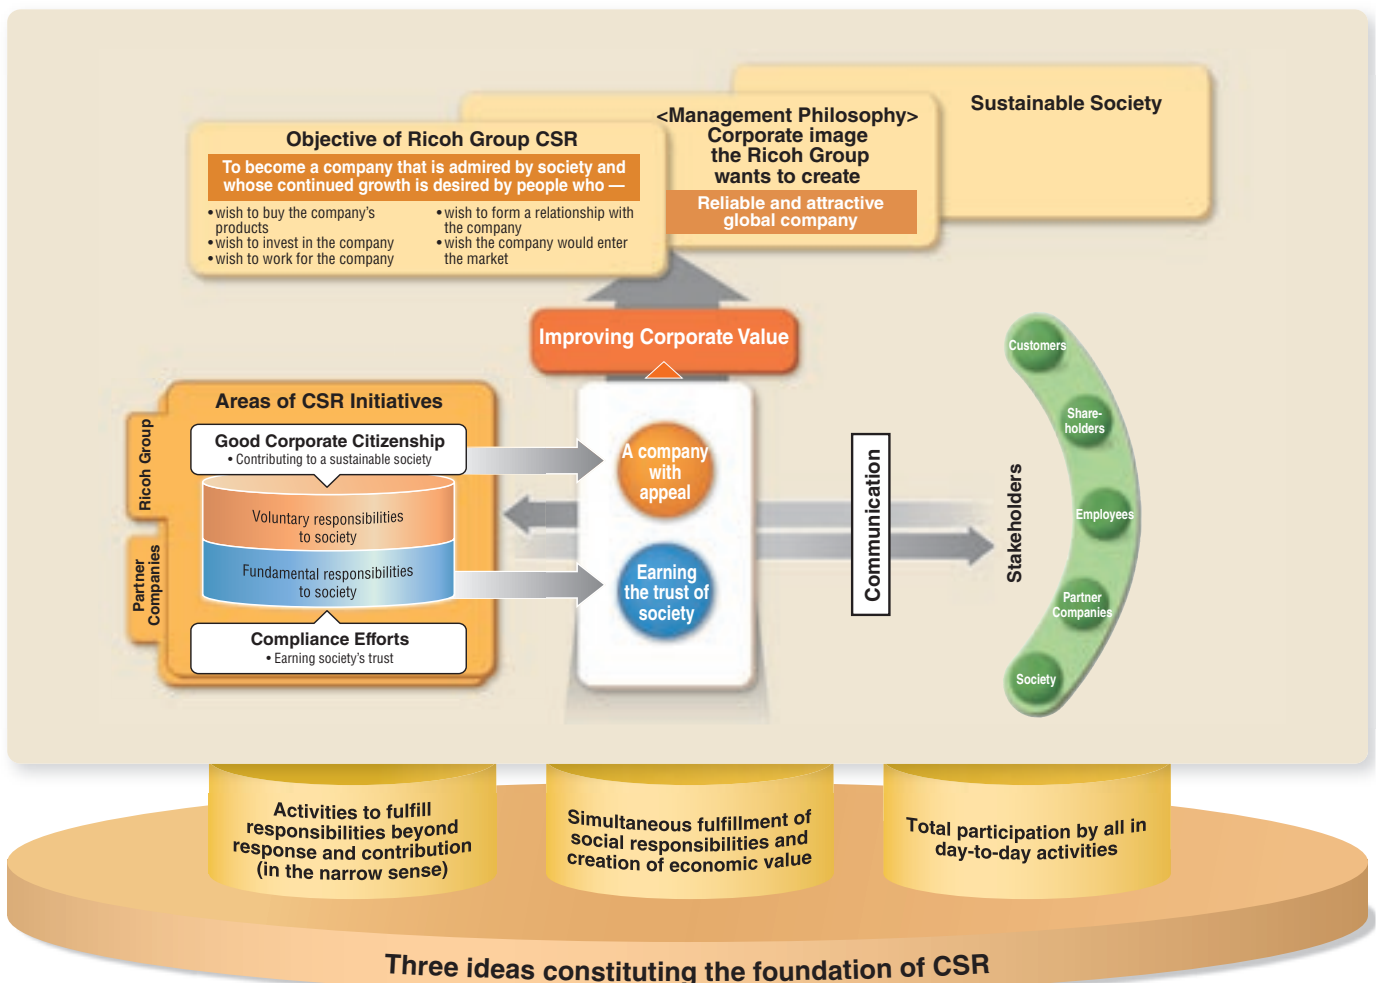 Sustainable Society
<Management Philosophy>
Corporate image
the Ricoh Group
wants to create
Reliable and attractive
global company
Objective of Ricoh Group CSR
To become a company that is admired by society and
whose continued growth is desired by people who —
• wish to buy the company's
products
• wish to invest in the company
• wish to work for the company
• wish to form a relationship with
the company
• wish the company would enter
the market
Improving Corporate Value
Areas of CSR Initiatives
Ricoh Group
Partner
Companies
Good Corporate Citizenship
• Contributing to a sustainable society
Voluntary responsibilities
to society
Fundamental responsibilities
to society
Compliance Efforts
• Earning society's trust
A company
with
appeal
Earning
the trust of
society
Communication
Stakeholders
Customers
Share-
holders
Employees
Partner
Companies
Society
Activities to fulfill
responsibilities beyond
response and contribution
(in the narrow sense)
Simultaneous fulfillment of
social responsibilities and
creation of economic value
Total participation by all in
day-to-day activities
Three ideas constituting the foundation of CSR